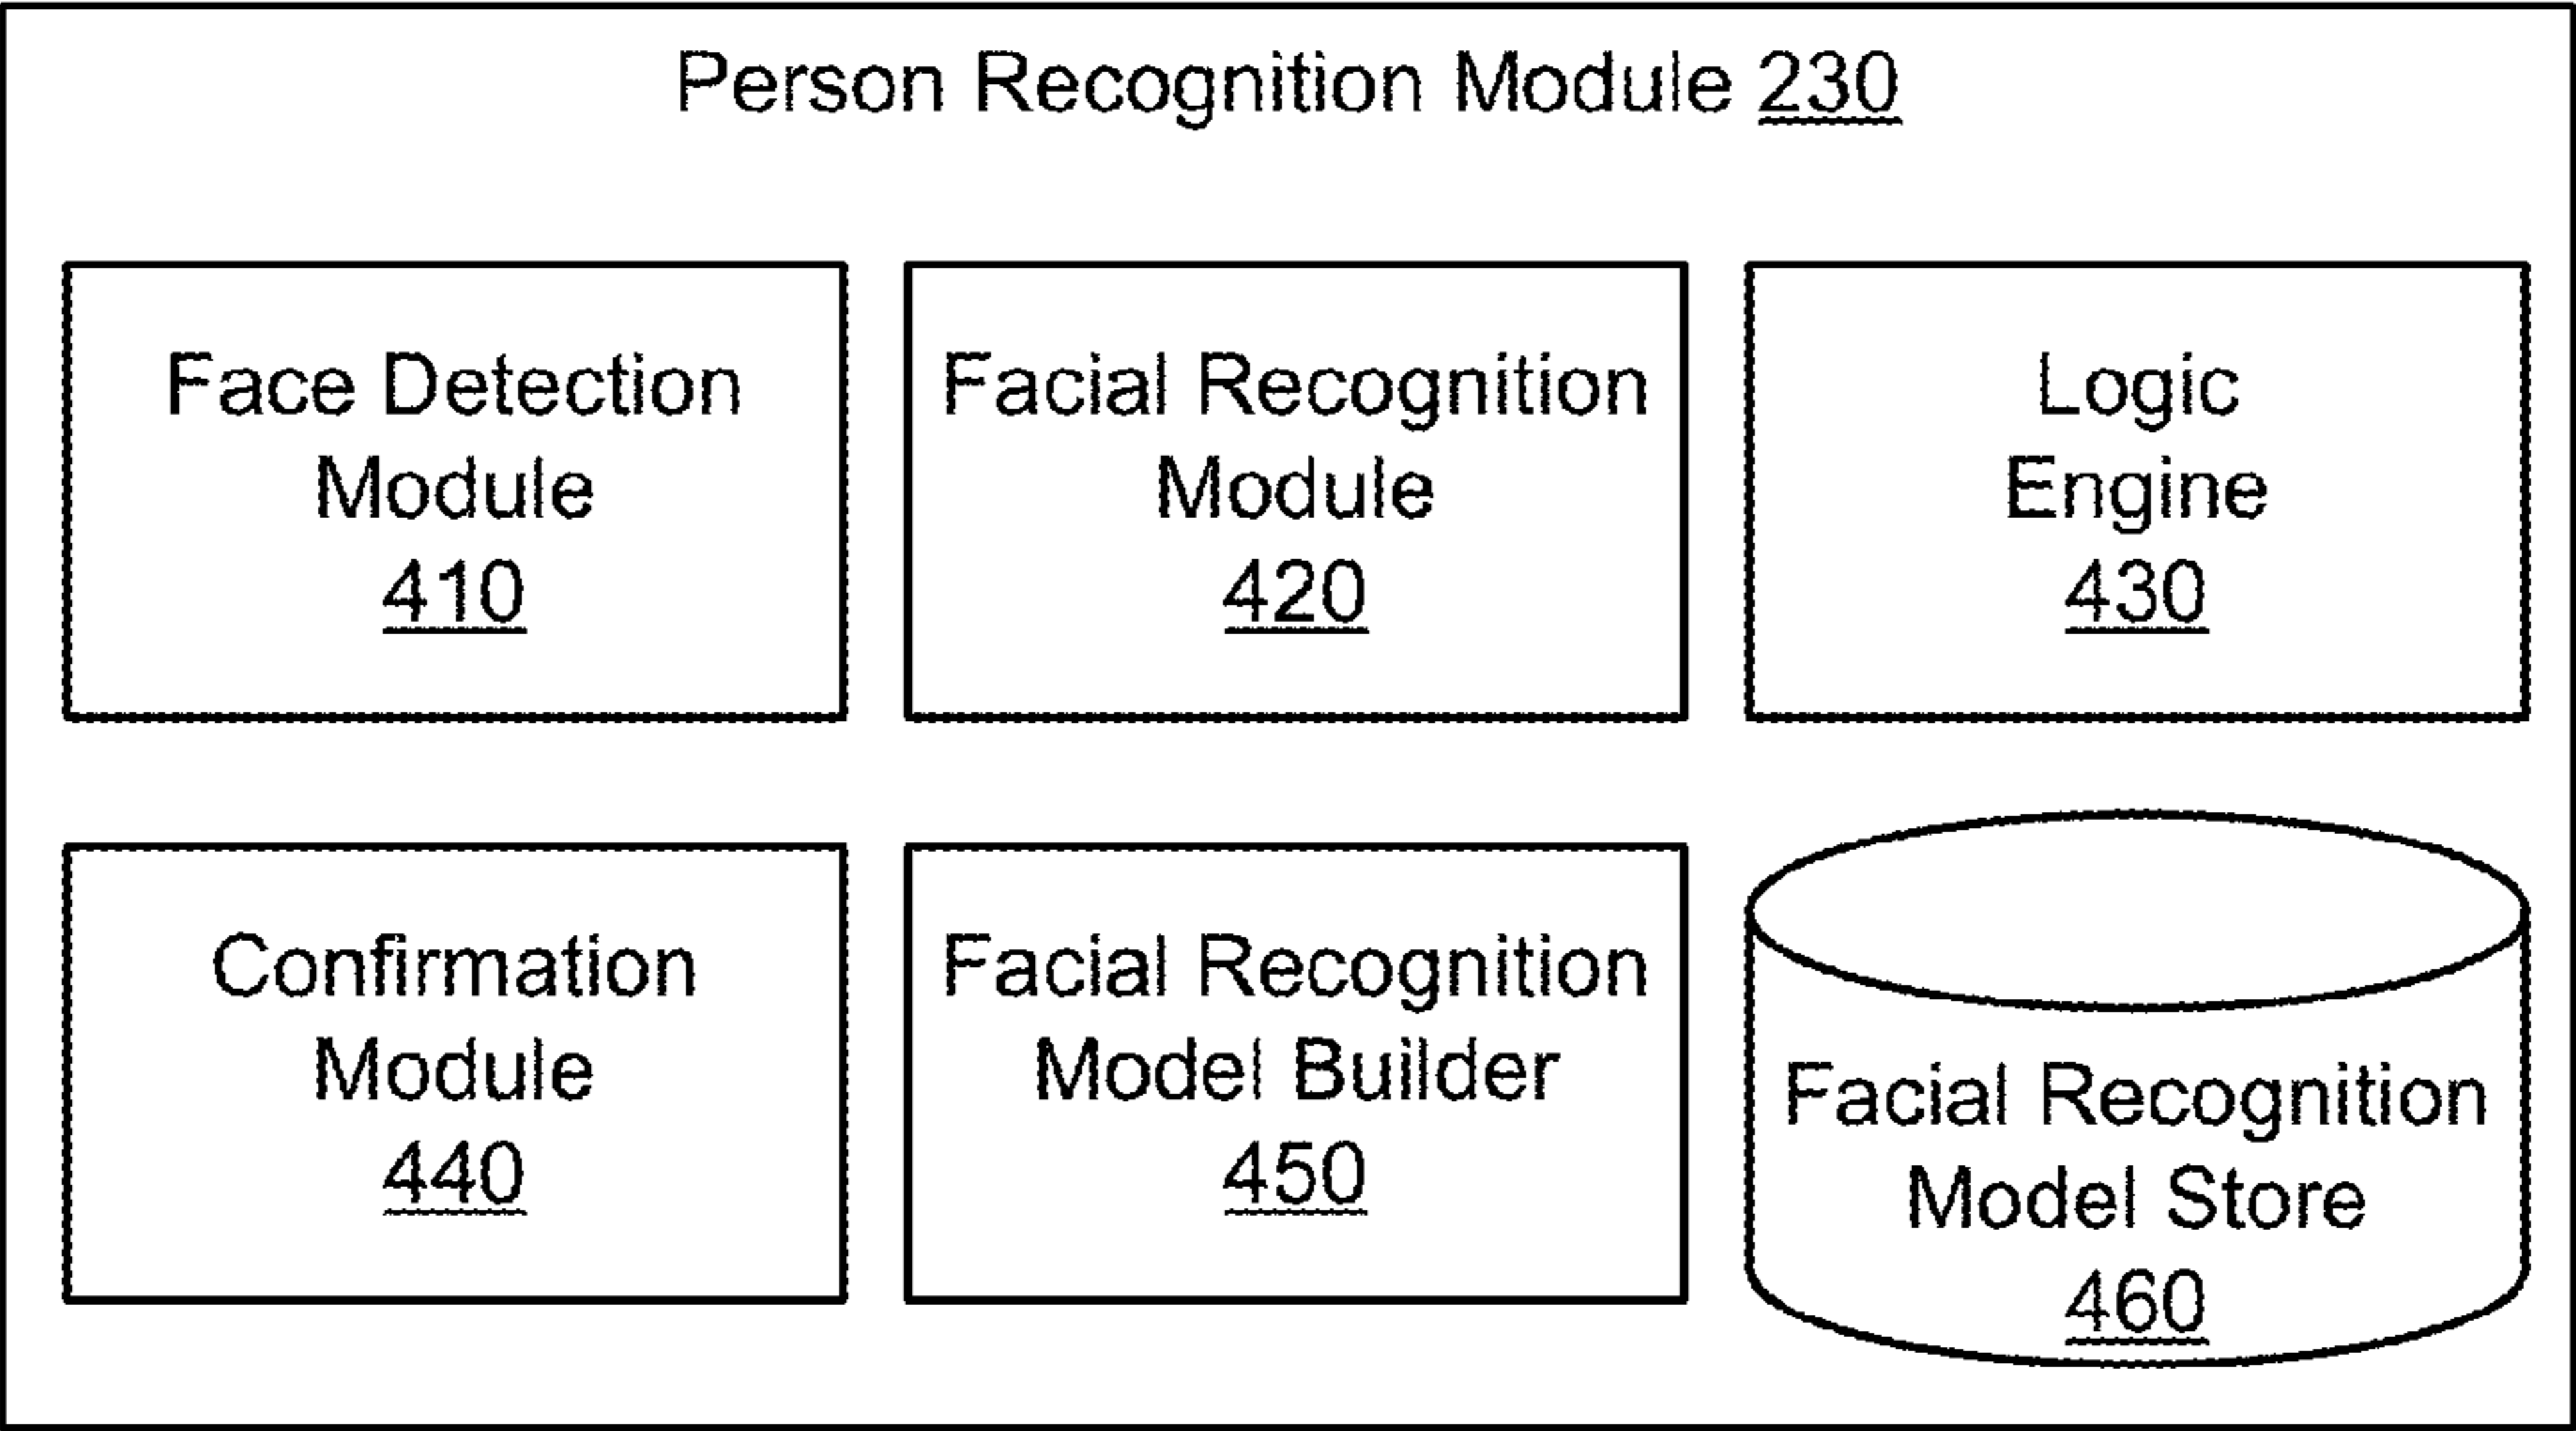 Person Recognition Module 230
Face Detection
Module
410
Facial Recognition
Module
420
Logic
Engine
430
Confirmation
Module
440
Facial Recognition
Model Builder
450
Facial Recognition
Model Store
460